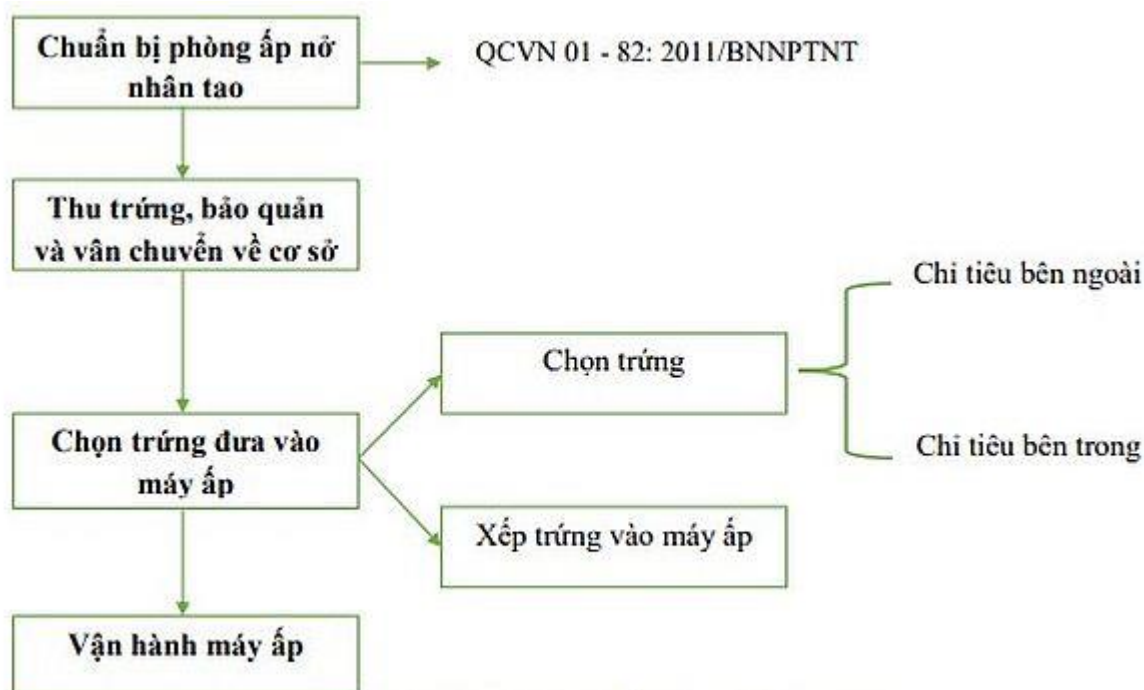 Chuẩn bị phòng ấp nở
nhân tao
QCVN 01 - 82: 2011/BNNPTNT
Thu trứng, bảo quản
và vân chuyển về cơ sở
Chỉ tiêu bên ngoài
Chọn trứng
Chọn trứng đưa vào
máy ấp
Chỉ tiêu bên trong
Xếp trứng vào máy ấp
Vận hành máy ấp